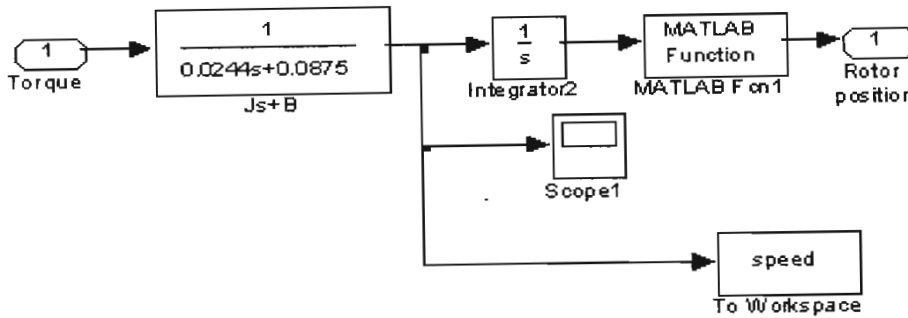 1
Torque
1
0.0244s+0.0875
Js+B
1
s
Integrator2
MATLAB
Function
MATLAB Fcn1
1
Rotor
position
Scope1
speed
To Workspace